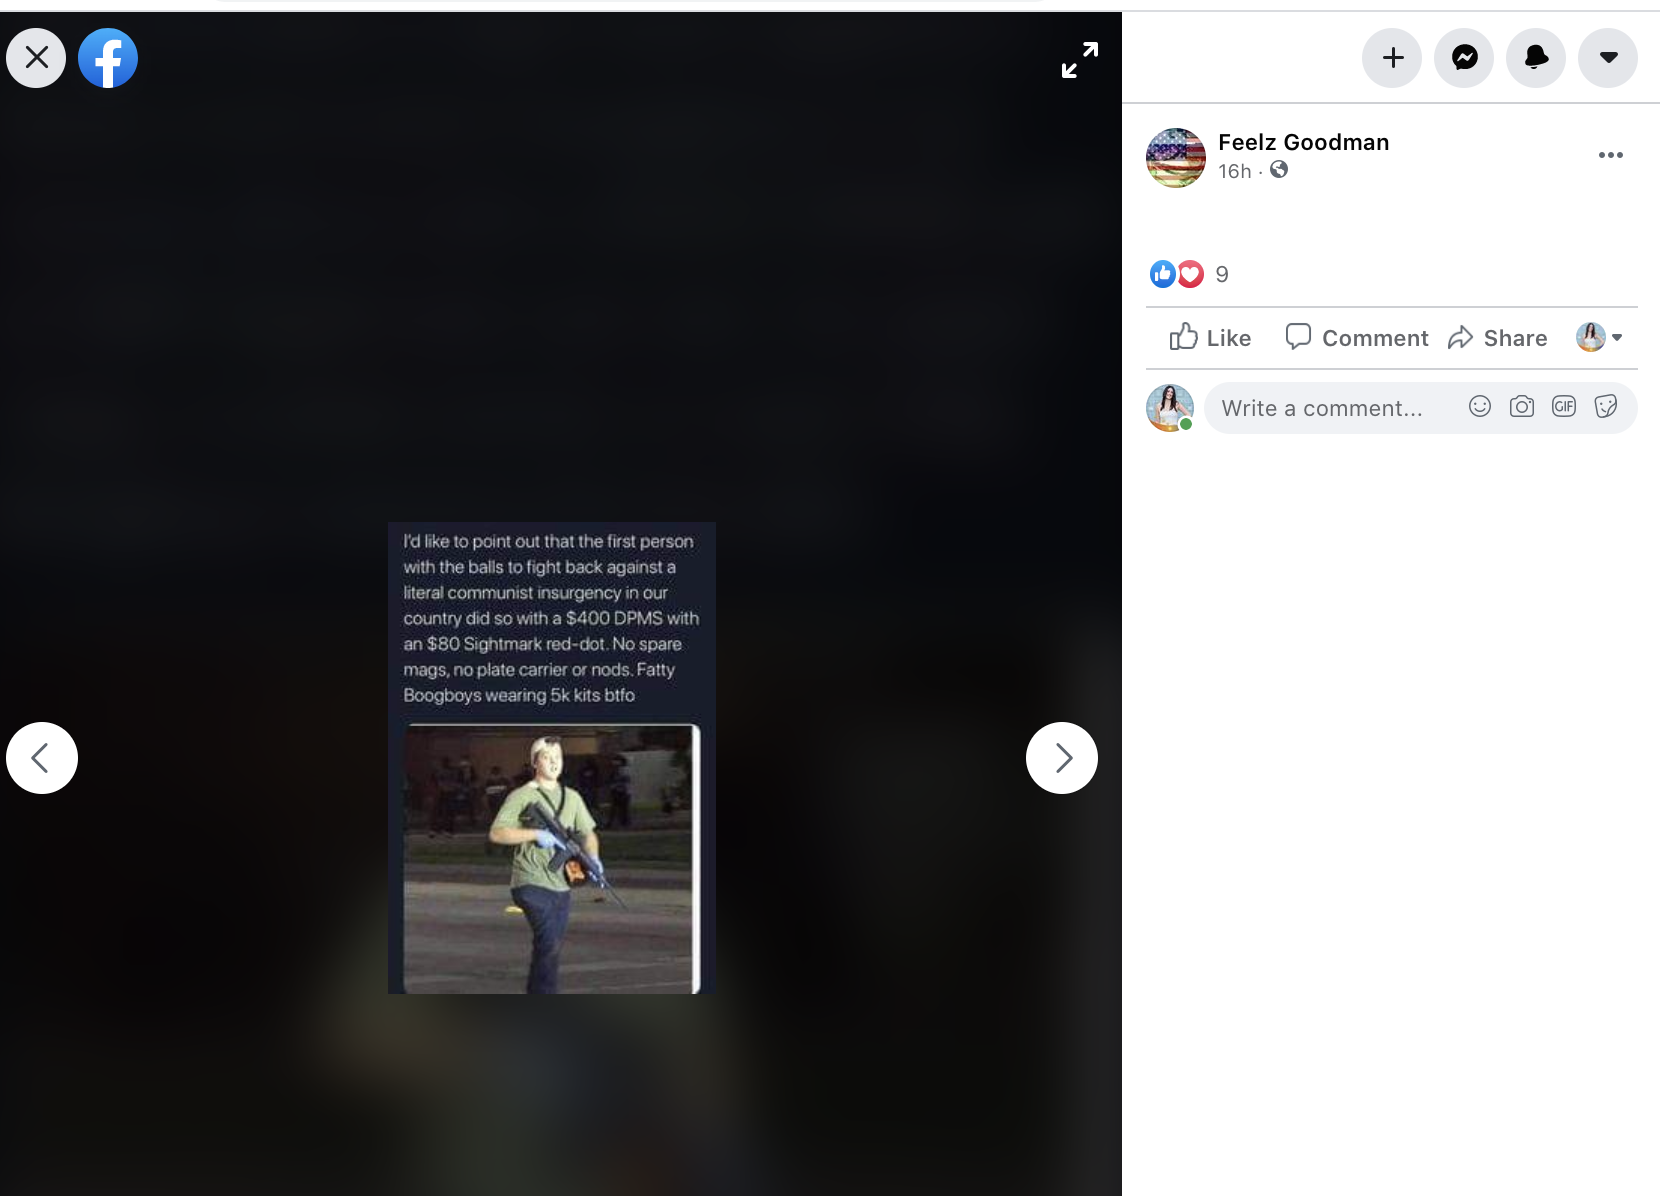 Feelz Goodman
16h ·
9
Like Comment Share
Write a comment...
GIF
I'd like to point out that the first person
with the balls to fight back against a
literal communist insurgency in our
country did so with a $400 DPMS with
an $80 Sightmark red-dot. No spare
mags, no plate carrier or nods. Fatty
Boogboys wearing 5k kits btfo